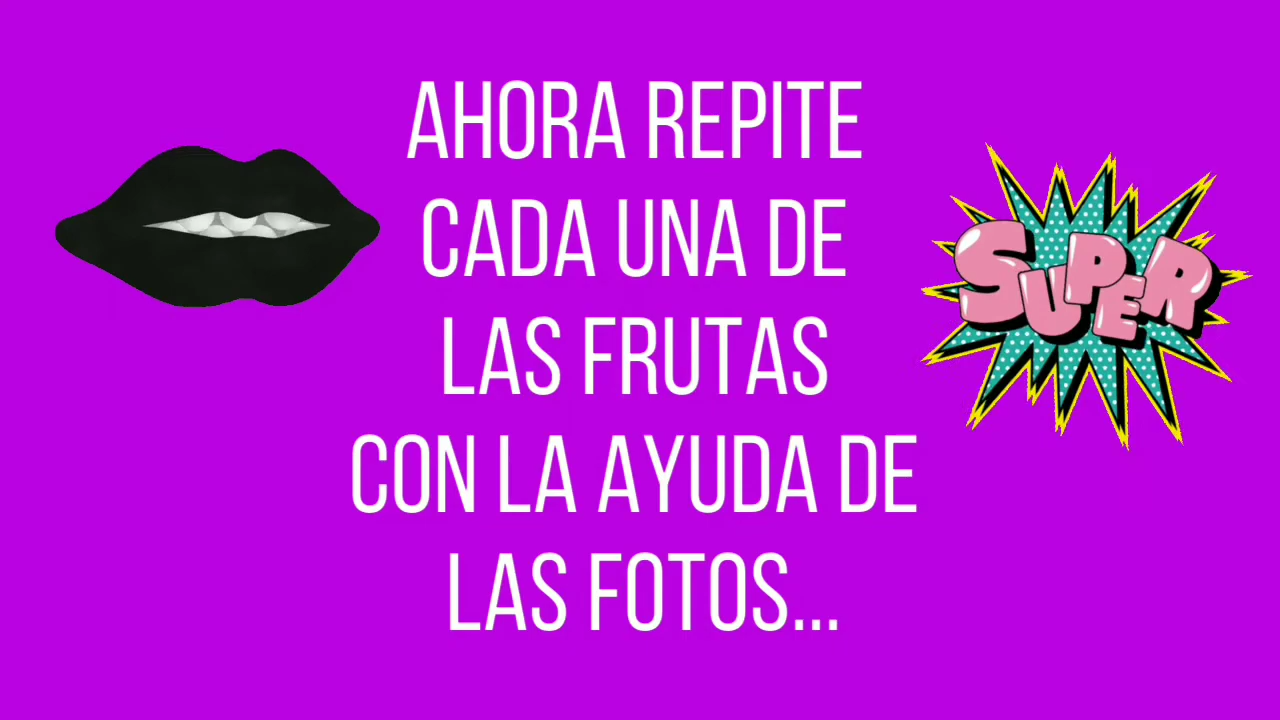 AHORA REPITE
CADA UNA DE
LAS FRUTAS
CON LA AYUDA DE
LAS FOTOS...
SUPER